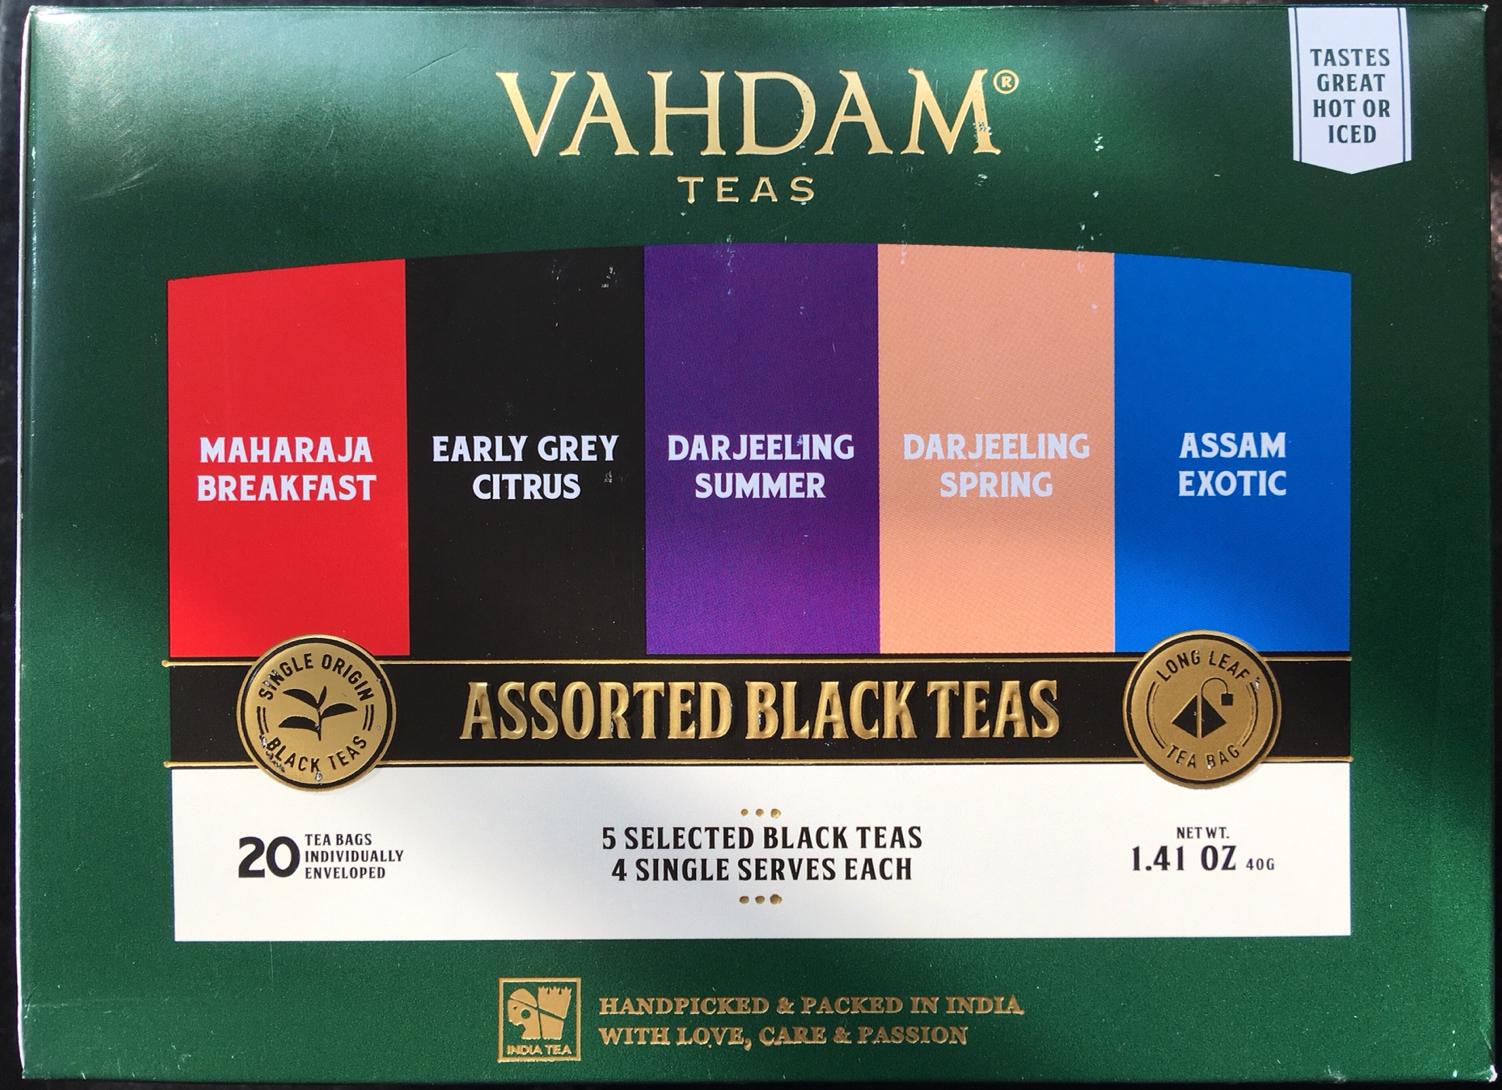 VAHDAM®
TEAS
TASTES
GREAT
HOT OR
ICED
MAHARAJA
BREAKFAST
EARLY GREY
CITRUS
DARJEELING
SUMMER
DARJEELING
SPRING
ASSAM
EXOTIC
SINGLE ORIGIN
BLACK TEAS
ASSORTED BLACK TEAS
LONG LEAF
TEA BAG
20 TEA BAGS
INDIVIDUALLY
ENVELOPED
5 SELECTED BLACK TEAS
4 SINGLE SERVES EACH
NET WT.
1.41 OZ 40G
INDIA TEA
HANDPICKED & PACKED IN INDIA
WITH LOVE, CARE & PASSION